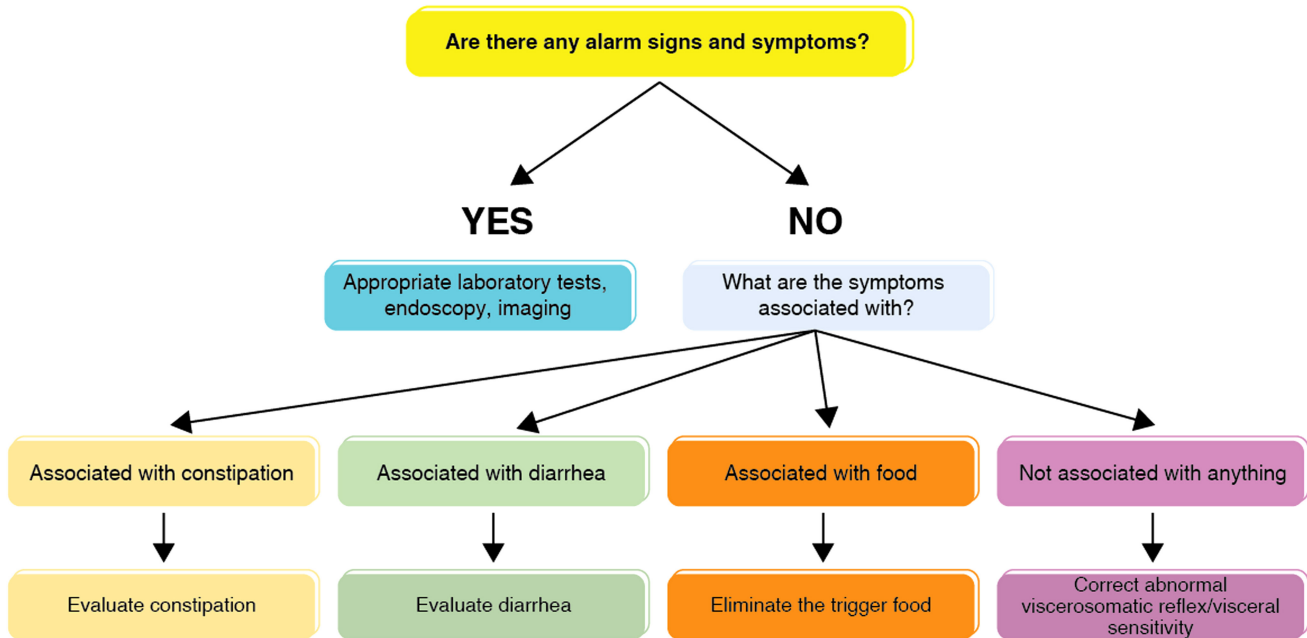 Are there any alarm signs and symptoms?
YES
NO
Appropriate laboratory tests,
endoscopy, imaging
What are the symptoms
associated with?
Associated with constipation
Associated with diarrhea
Associated with food
Not associated with anything
Evaluate constipation
Evaluate diarrhea
Eliminate the trigger food
Correct abnormal
viscerosomatic reflex/visceral
sensitivity